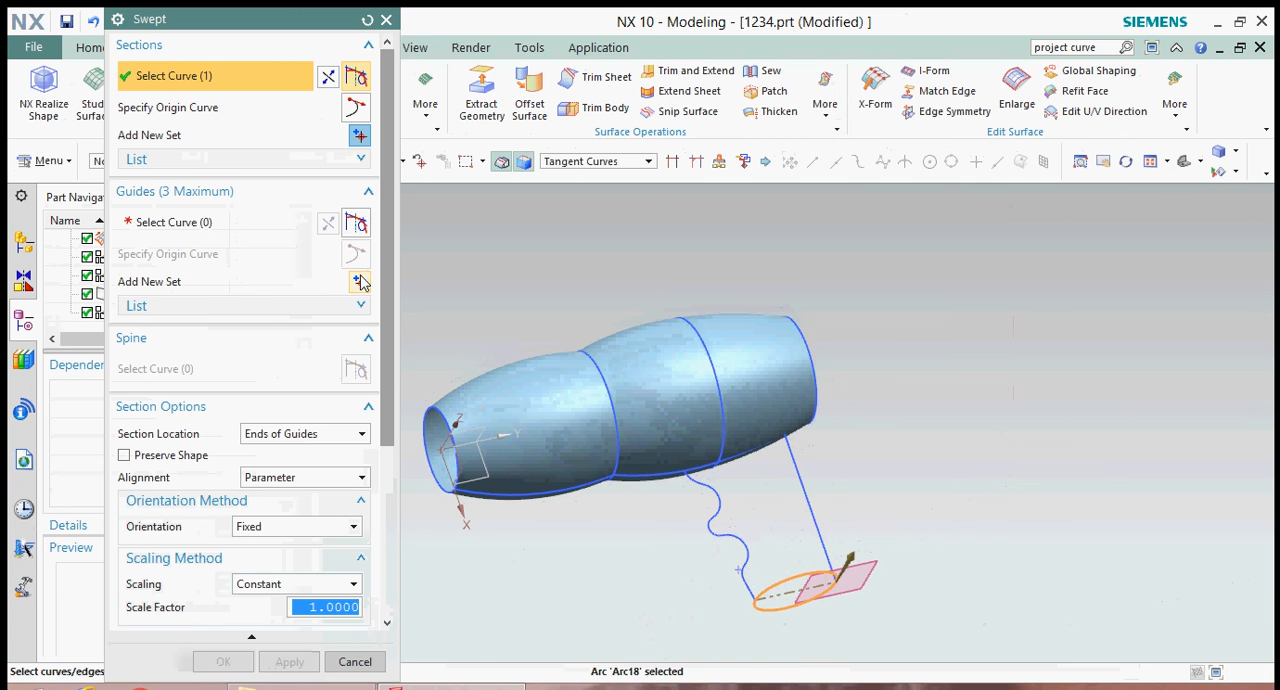 NX
Swept
NX 10 - Modeling - [1234.prt (Modified) ]
SIEMENS
File
Hom
View
Render
Tools
Application
project curve
Sections
Select Curve (1)
Specify Origin Curve
Add New Set
List
Guides (3 Maximum)
* Select Curve (0)
Specify Origin Curve
Add New Set
List
Spine
Select Curve (0)
Section Options
Section Location
Ends of Guides
Preserve Shape
Alignment
Parameter
Orientation Method
Orientation
Fixed
Scaling Method
Scaling
Constant
Scale Factor
1.0000
OK
Apply
Cancel
NX Realize
Shape
Stud
Surfac
More
Extract
Geometry
Offset
Surface
Trim Sheet
Trim Body
Trim and Extend
Extend Sheet
Snip Surface
Sew
Patch
Thicken
More
Surface Operations
X-Form
I-Form
Match Edge
Edge Symmetry
Enlarge
Global Shaping
Refit Face
Edit U/V Direction
More
Edit Surface
Menu
No
Tangent Curves
Part Naviga
Name
Depender
Details
Preview
Z
Y
X
Select curves/edges
Arc 'Arc18' selected